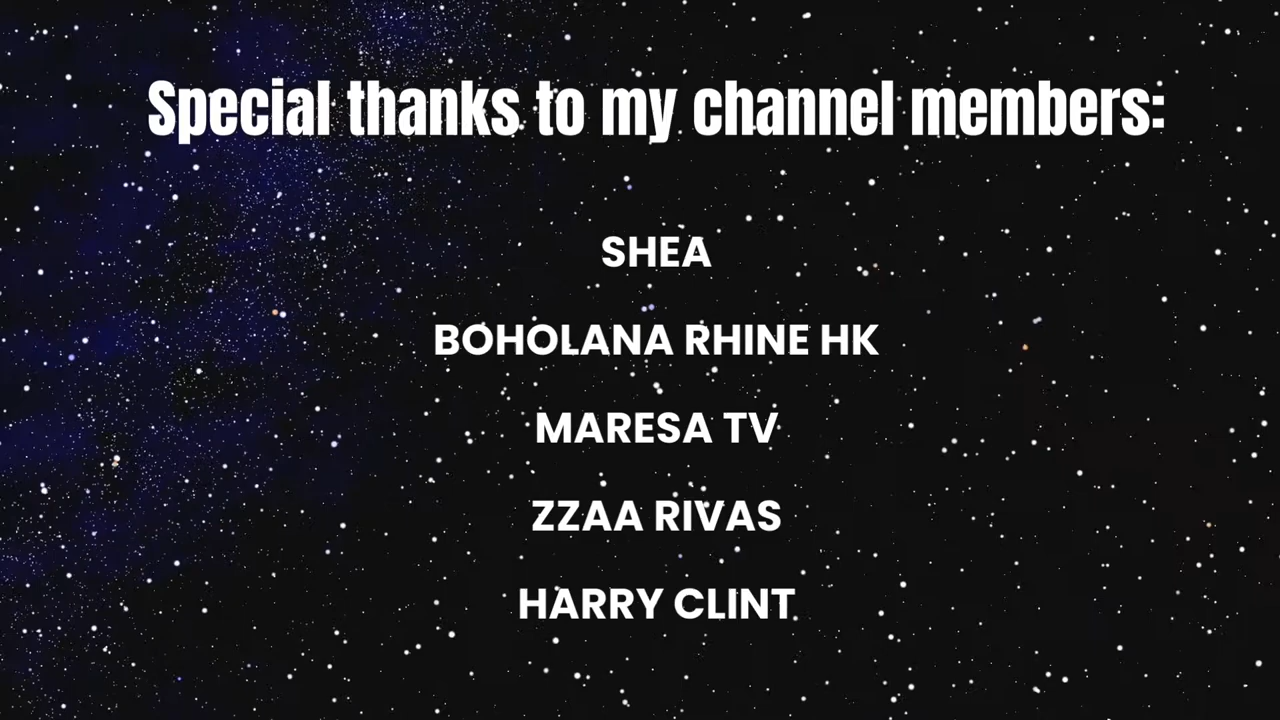 Special thanks to my channel members:
SHEA
BOHOLANA RHINE HK
MARESA TV
ZZAA RIVAS
HARRY CLINT